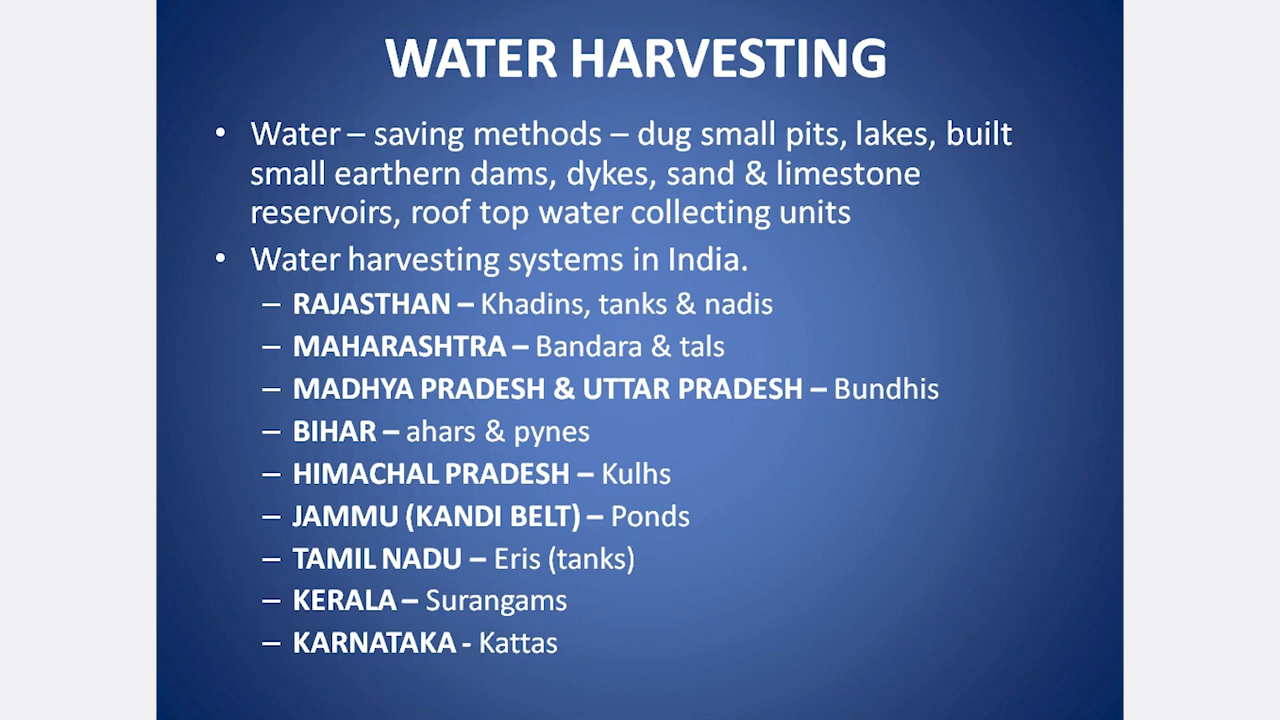 WATER HARVESTING
• Water – saving methods – dug small pits, lakes, built
small earthern dams, dykes, sand & limestone
reservoirs, roof top water collecting units
• Water harvesting systems in India.
– RAJASTHAN – Khadins, tanks & nadis
– MAHARASHTRA – Bandara & tals
– MADHYA PRADESH & UTTAR PRADESH – Bundhis
– BIHAR – ahars & pynes
– HIMACHAL PRADESH – Kulhs
– JAMMU (KANDI BELT) – Ponds
– TAMIL NADU – Eris (tanks)
– KERALA – Surangams
– KARNATAKA - Kattas